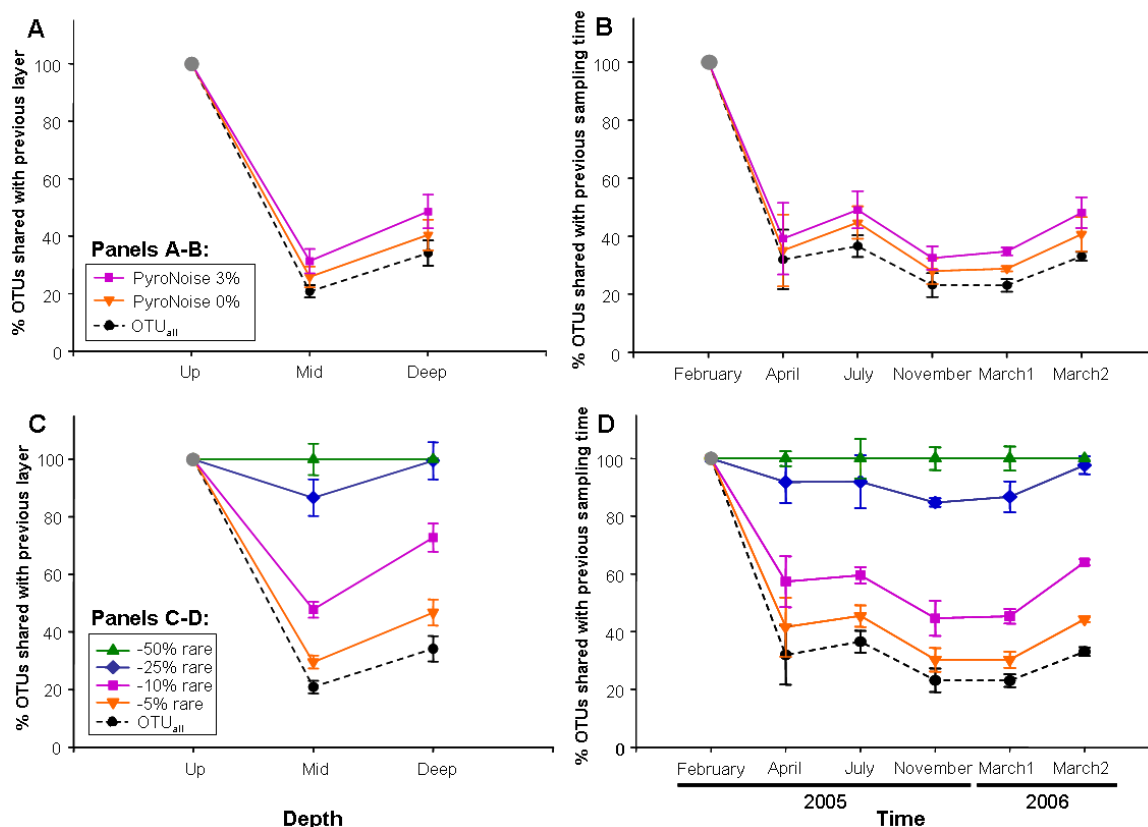 A
% OTUs shared with previous layer
100
80
60
40
20
0
Panels A-B:
PyroNoise 3%
PyroNoise 0%
OTUall
Up
Mid
Deep
B
% OTUs shared with previous sampling time
100
80
60
40
20
0
February
April
July
November
March1
March2
C
% OTUs shared with previous layer
100
80
60
40
20
0
Panels C-D:
-50% rare
-25% rare
-10% rare
-5% rare
OTUall
Up
Mid
Deep
Depth
D
% OTUs shared with previous sampling time
100
80
60
40
20
0
February
April
July
November
March1
March2
2005
2006
Time